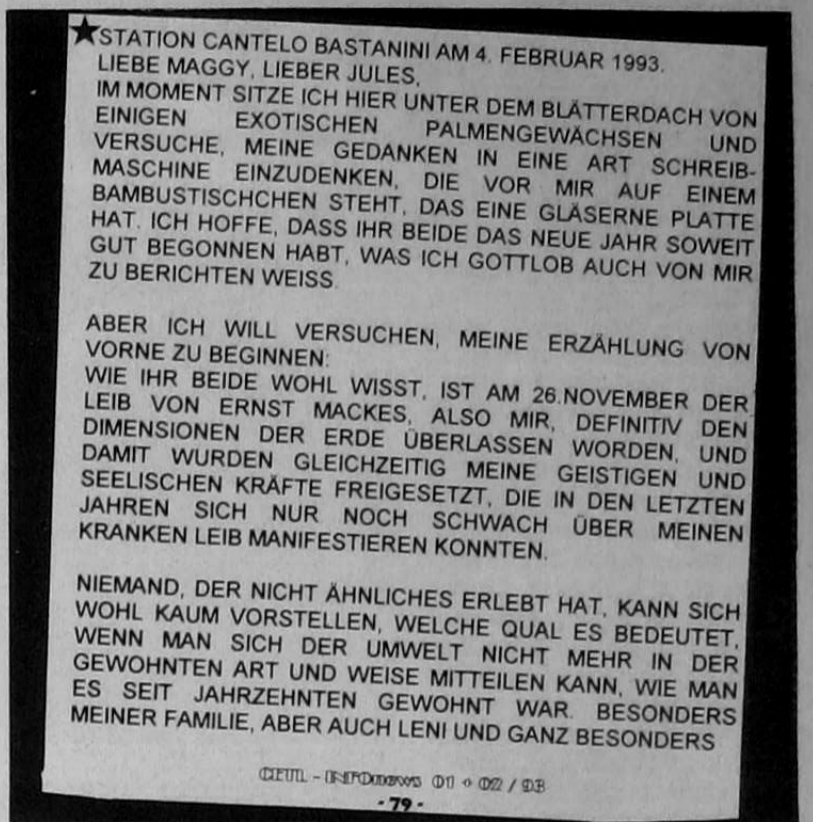 ★STATION CANTELO BASTANINI AM 4. FEBRUAR 1993.
LIEBE MAGGY, LIEBER JULES,
IM MOMENT SITZE ICH HIER UNTER DEM BLÄTTERDACH VON
EINIGEN EXOTISCHEN PALMENGEWÄCHSEN UND
VERSUCHE, MEINE GEDANKEN IN EINE ART SCHREIB-
MASCHINE EINZUDENKEN, DIE VOR MIR AUF EINEM
BAMBUSTISCHCHEN STEHT, DAS EINE GLÄSERNE PLATTE
HAT. ICH HOFFE, DASS IHR BEIDE DAS NEUE JAHR SOWEIT
GUT BEGONNEN HABT, WAS ICH GOTTLOB AUCH VON MIR
ZU BERICHTEN WEISS.
ABER ICH WILL VERSUCHEN, MEINE ERZÄHLUNG VON
VORNE ZU BEGINNEN:
WIE IHR BEIDE WOHL WISST, IST AM 26.NOVEMBER DER
LEIB VON ERNST MACKES, ALSO MIR, DEFINITIV DEN
DIMENSIONEN DER ERDE ÜBERLASSEN WORDEN, UND
DAMIT WURDEN GLEICHZEITIG MEINE GEISTIGEN UND
SEELISCHEN KRÄFTE FREIGESETZT, DIE IN DEN LETZTEN
JAHREN SICH NUR NOCH SCHWACH ÜBER MEINEN
KRANKEN LEIB MANIFESTIEREN KONNTEN.
NIEMAND, DER NICHT ÄHNLICHES ERLEBT HAT, KANN SICH
WOHL KAUM VORSTELLEN, WELCHE QUAL ES BEDEUTET,
WENN MAN SICH DER UMWELT NICHT MEHR IN DER
GEWOHNTEN ART UND WEISE MITTEILEN KANN, WIE MAN
ES SEIT JAHRZEHNTEN GEWOHNT WAR. BESONDERS
MEINER FAMILIE, ABER AUCH LENI UND GANZ BESONDERS
CETL - INFOnews 01 + 02 / 93
- 79 -